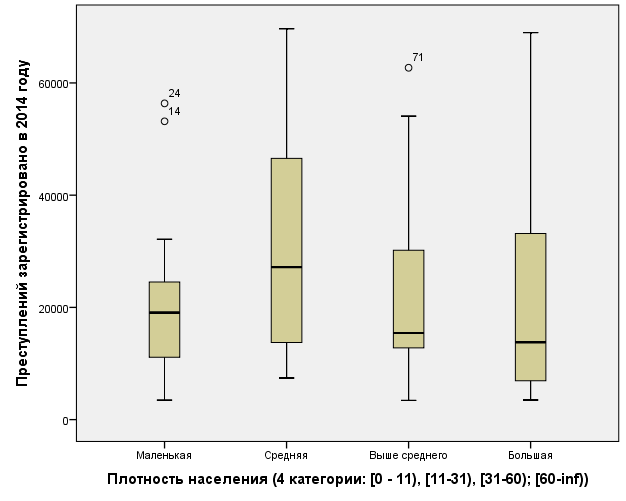 Преступлений зарегистрировано в 2014 году
60000
40000
20000
0
24
14
71
Маленькая
Средняя
Выше среднего
Большая
Плотность населения (4 категории: [0 - 11), [11-31), [31-60); [60-inf))